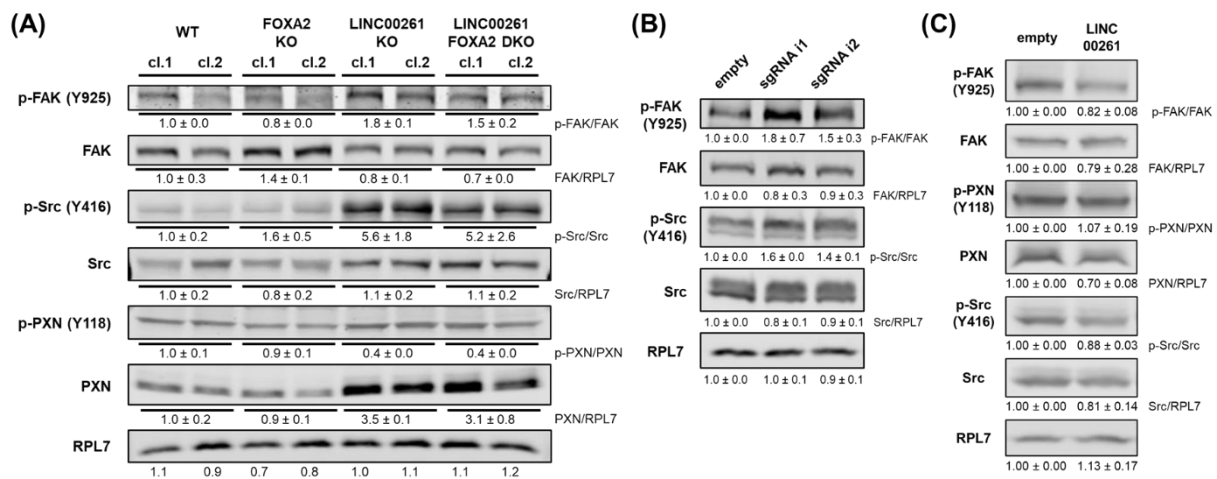 (A)
WT
FOXA2
KO
LINC00261
KO
LINC00261
FOXA2 DKO
cl.1 cl.2 cl.1 cl.2 cl.1 cl.2 cl.1 cl.2
p-FAK (Y925)
1.0 ± 0.0 0.8 ± 0.0 1.8 ± 0.1 1.5 ± 0.2 p-FAK/FAK
FAK
1.0 ± 0.3 1.4 ± 0.1 0.8 ± 0.1 0.7 ± 0.0 FAK/RPL7
p-Src (Y416)
1.0 ± 0.2 1.6 ± 0.5 5.6 ± 1.8 5.2 ± 2.6 p-Src/Src
Src
1.0 ± 0.2 0.8 ± 0.2 1.1 ± 0.2 1.1 ± 0.2 Src/RPL7
p-PXN (Y118)
1.0 ± 0.1 0.9 ± 0.1 0.4 ± 0.0 0.4 ± 0.0 p-PXN/PXN
PXN
1.0 ± 0.2 0.9 ± 0.1 3.5 ± 0.1 3.1 ± 0.8 PXN/RPL7
RPL7
1.1 0.9 0.7 0.8 1.0 1.1 1.1 1.2
(B)
empty sgRNA i1 sgRNA i2
p-FAK
(Y925)
1.0 ± 0.0 1.8 ± 0.7 1.5 ± 0.3 p-FAK/FAK
FAK
1.0 ± 0.0 0.8 ± 0.3 0.9 ± 0.3 FAK/RPL7
p-Src
(Y416)
1.0 ± 0.0 1.6 ± 0.0 1.4 ± 0.1 p-Src/Src
Src
1.0 ± 0.0 0.8 ± 0.1 0.9 ± 0.1 Src/RPL7
RPL7
1.0 ± 0.0 1.0 ± 0.1 0.9 ± 0.1
(C)
empty
LINC
00261
p-FAK
(Y925)
1.00 ± 0.00 0.82 ± 0.08 p-FAK/FAK
FAK
1.00 ± 0.00 0.79 ± 0.28 FAK/RPL7
p-PXN
(Y118)
1.00 ± 0.00 1.07 ± 0.19 p-PXN/PXN
PXN
1.00 ± 0.00 0.70 ± 0.08 PXN/RPL7
p-Src
(Y416)
1.00 ± 0.00 0.88 ± 0.03 p-Src/Src
Src
1.00 ± 0.00 0.81 ± 0.14 Src/RPL7
RPL7
1.00 ± 0.00 1.13 ± 0.17